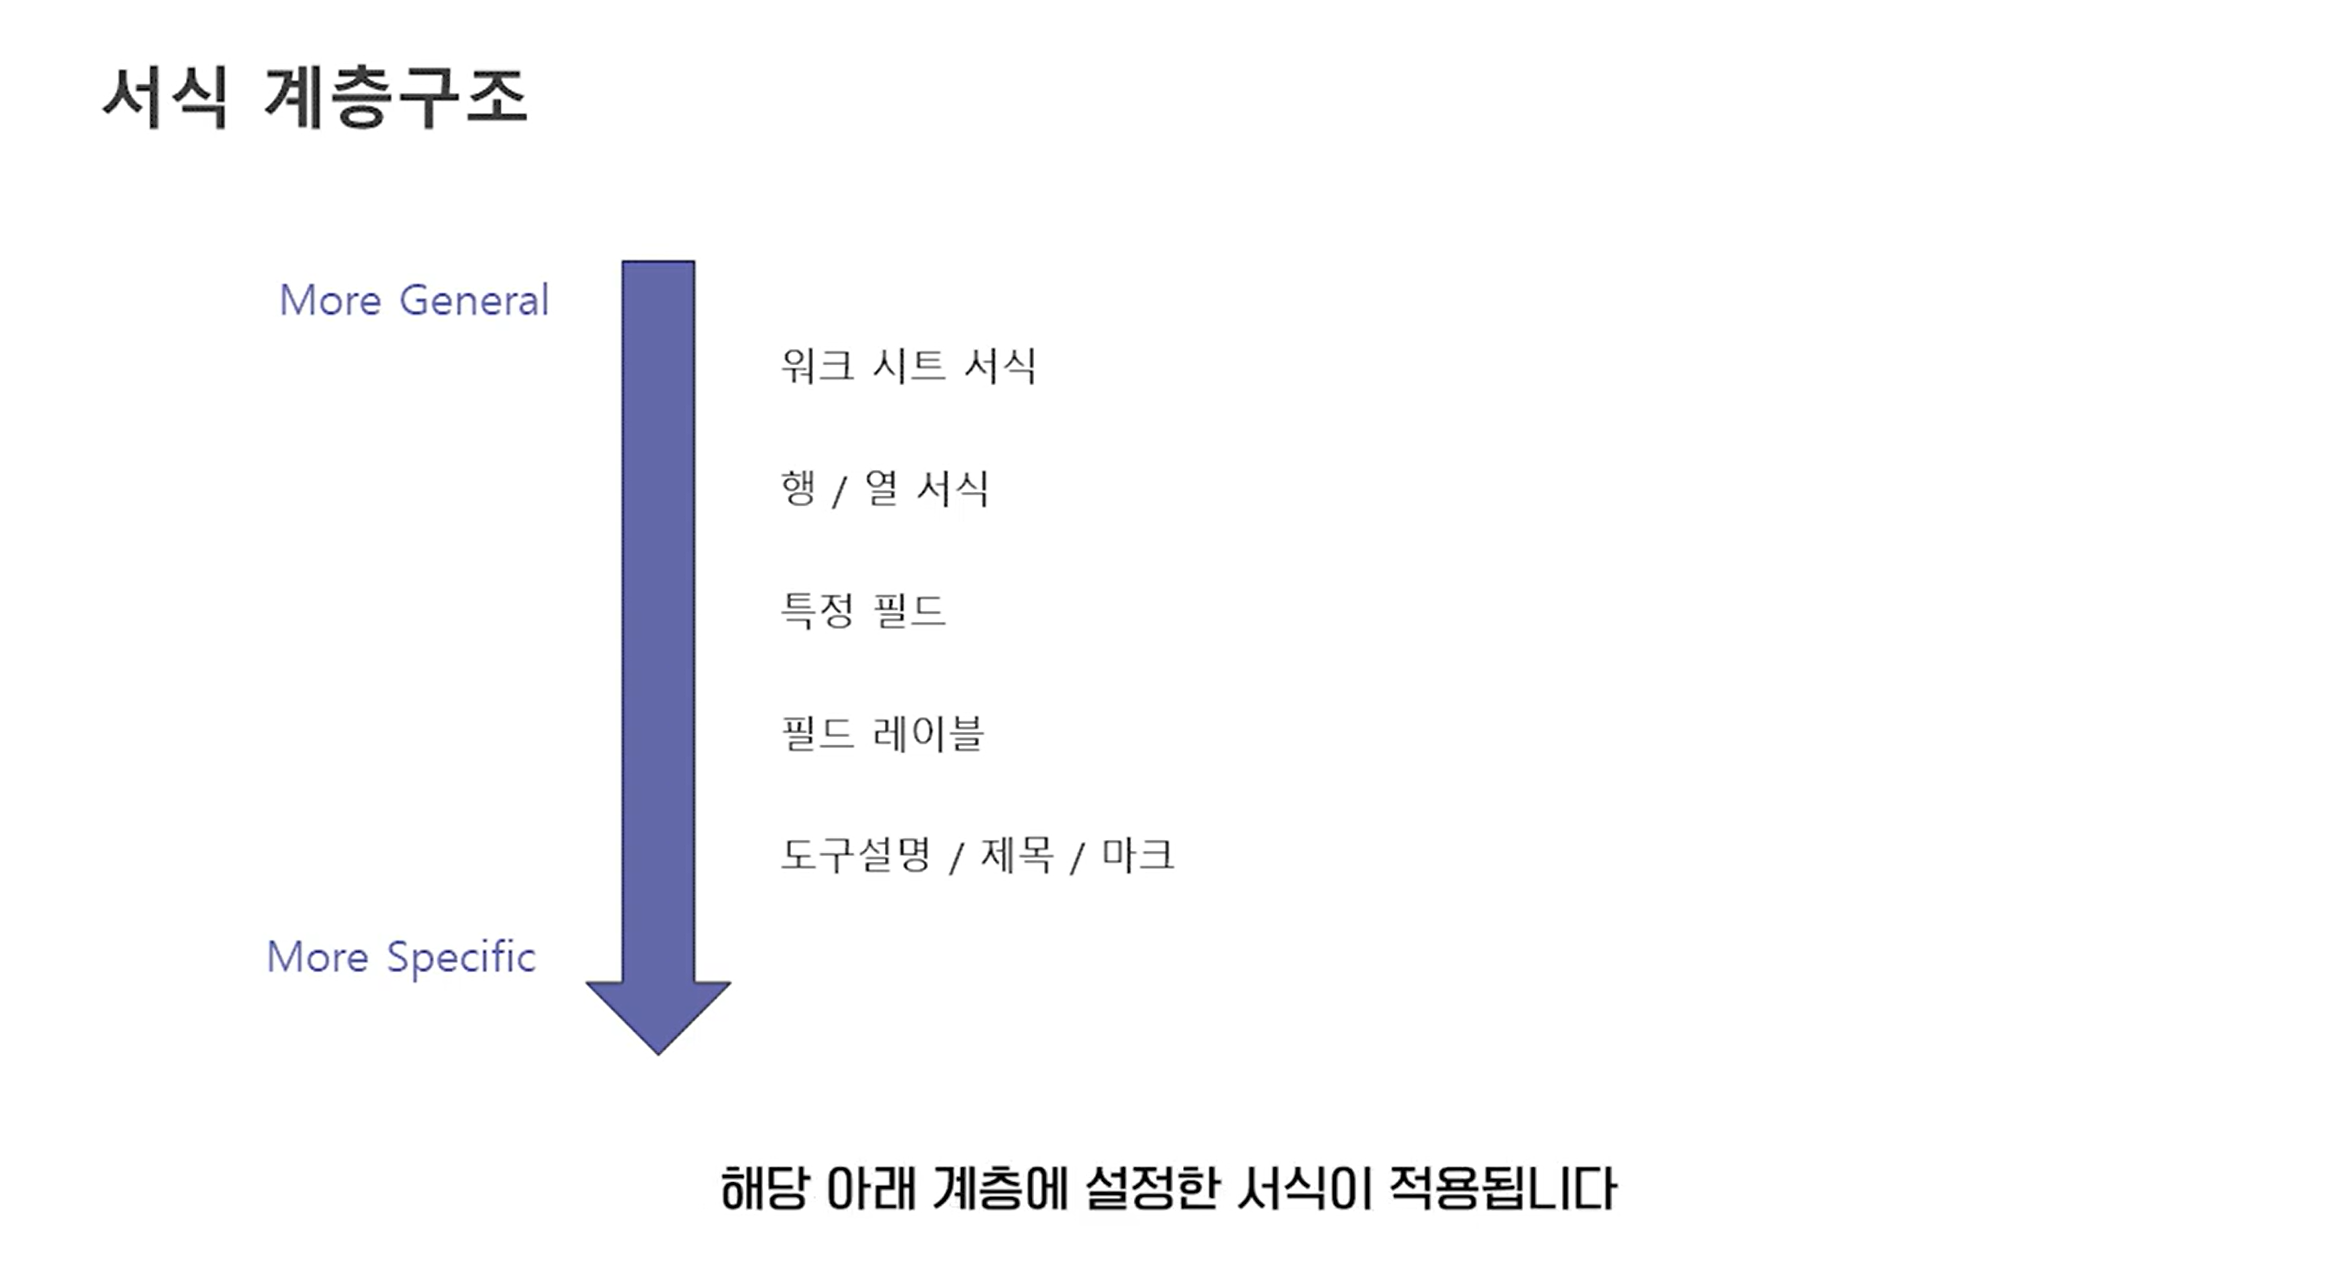 서식 계층구조
More General
워크 시트 서식
행 / 열 서식
특정 필드
필드 레이블
도구설명 / 제목 / 마크
More Specific
해당 아래 계층에 설정한 서식이 적용됩니다